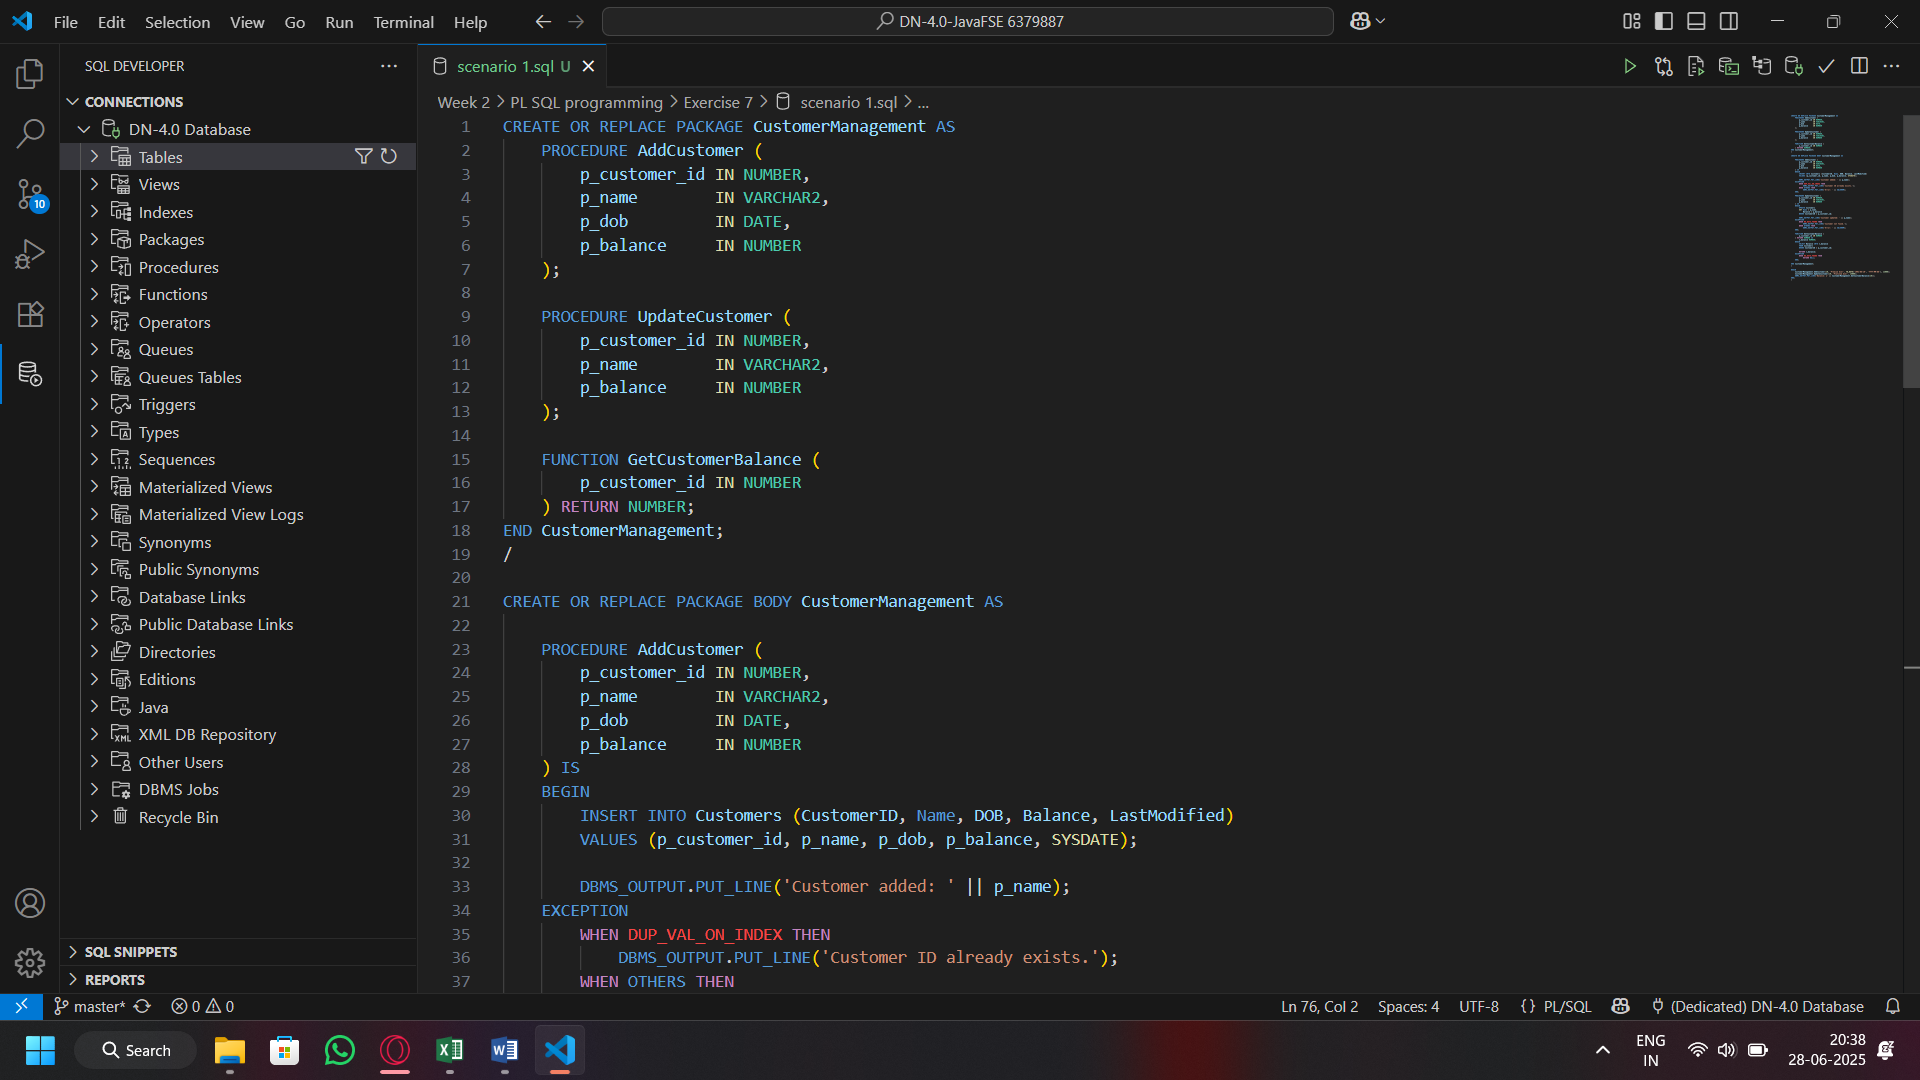 File Edit Selection View Go Run Terminal Help
DN-4.0-JavaFSE 6379887
SQL DEVELOPER
CONNECTIONS
DN-4.0 Database
Tables
Views
Indexes
Packages
Procedures
Functions
Operators
Queues
Queues Tables
Triggers
Types
Sequences
Materialized Views
Materialized View Logs
Synonyms
Public Synonyms
Database Links
Public Database Links
Directories
Editions
Java
XML DB Repository
Other Users
DBMS Jobs
Recycle Bin
SQL SNIPPETS
REPORTS
10
scenario 1.sql U
Week 2 > PL SQL programming > Exercise 7 > scenario 1.sql > ...
1 CREATE OR REPLACE PACKAGE CustomerManagement AS
2 PROCEDURE AddCustomer (
3 p_customer_id IN NUMBER,
4 p_name IN VARCHAR2,
5 p_dob IN DATE,
6 p_balance IN NUMBER
7 );
8
9 PROCEDURE UpdateCustomer (
10 p_customer_id IN NUMBER,
11 p_name IN VARCHAR2,
12 p_balance IN NUMBER
13 );
14
15 FUNCTION GetCustomerBalance (
16 p_customer_id IN NUMBER
17 ) RETURN NUMBER;
18 END CustomerManagement;
19 /
20
21 CREATE OR REPLACE PACKAGE BODY CustomerManagement AS
22
23 PROCEDURE AddCustomer (
24 p_customer_id IN NUMBER,
25 p_name IN VARCHAR2,
26 p_dob IN DATE,
27 p_balance IN NUMBER
28 ) IS
29 BEGIN
30 INSERT INTO Customers (CustomerID, Name, DOB, Balance, LastModified)
31 VALUES (p_customer_id, p_name, p_dob, p_balance, SYSDATE);
32
33 DBMS_OUTPUT.PUT_LINE('Customer added: ' || p_name);
34 EXCEPTION
35 WHEN DUP_VAL_ON_INDEX THEN
36 DBMS_OUTPUT.PUT_LINE('Customer ID already exists.');
37 WHEN OTHERS THEN
master* 0 0
Ln 76, Col 2 Spaces: 4 UTF-8 {} PL/SQL (Dedicated) DN-4.0 Database
Search
ENG
IN
20:38
28-06-2025